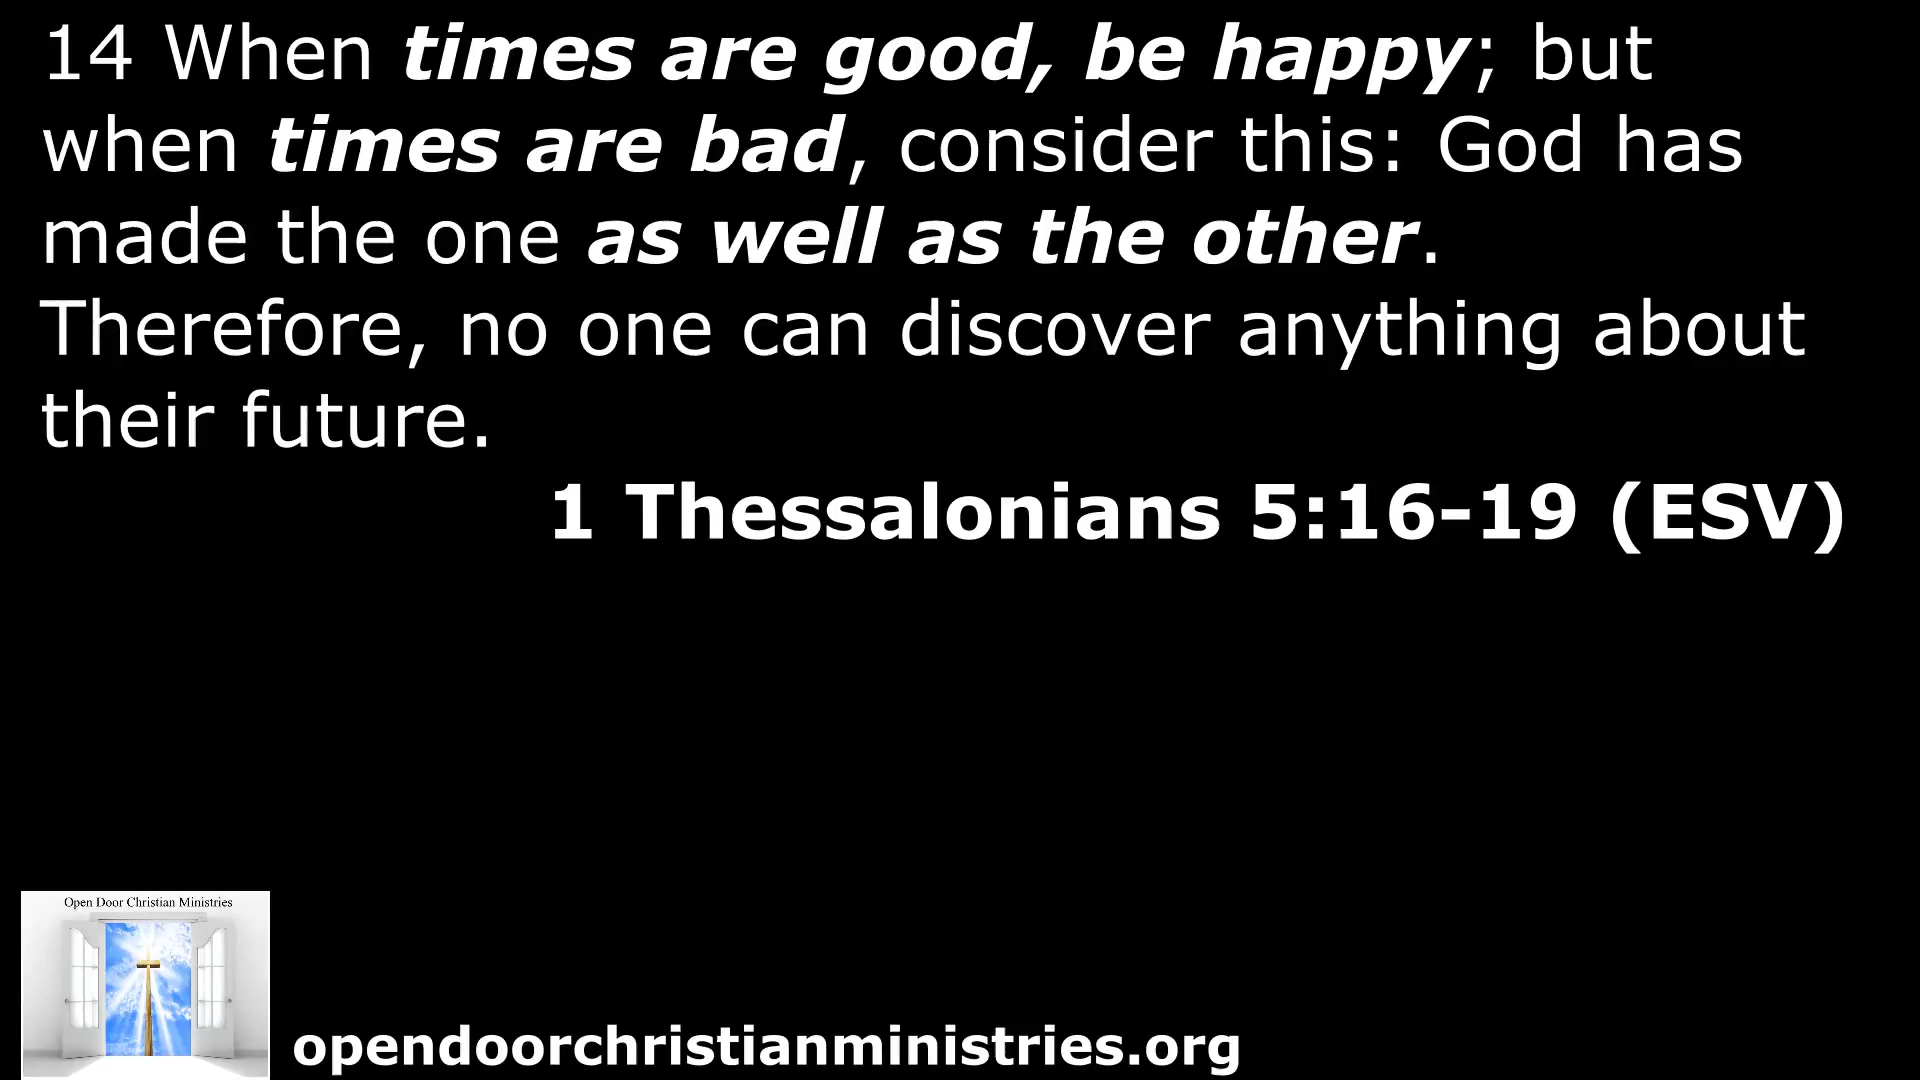 14 When times are good, be happy; but
when times are bad, consider this: God has
made the one as well as the other.
Therefore, no one can discover anything about
their future.
1 Thessalonians 5:16-19 (ESV)
Open Door Christian Ministries
opendoorchristianministries.org